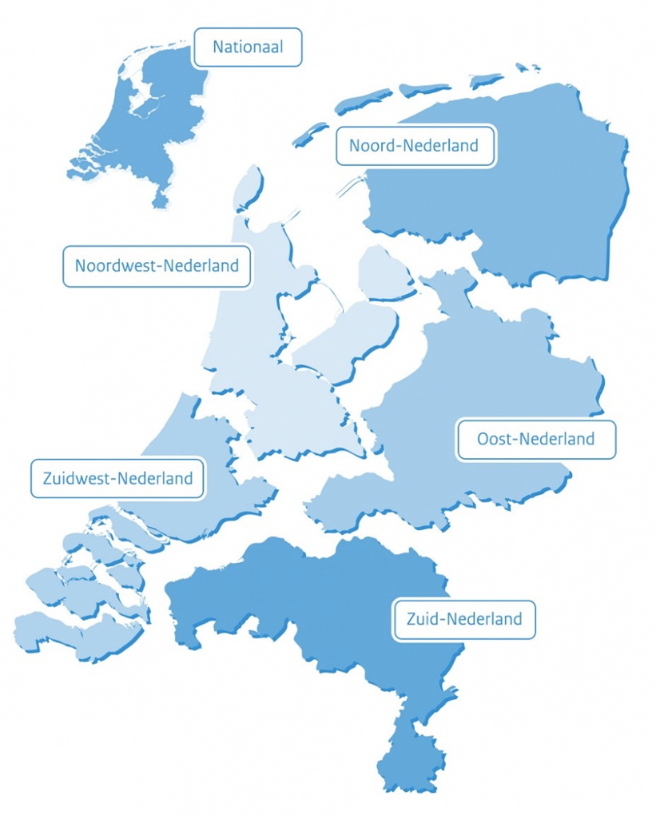 Nationaal
Noord-Nederland
Noordwest-Nederland
Oost-Nederland
Zuidwest-Nederland
Zuid-Nederland